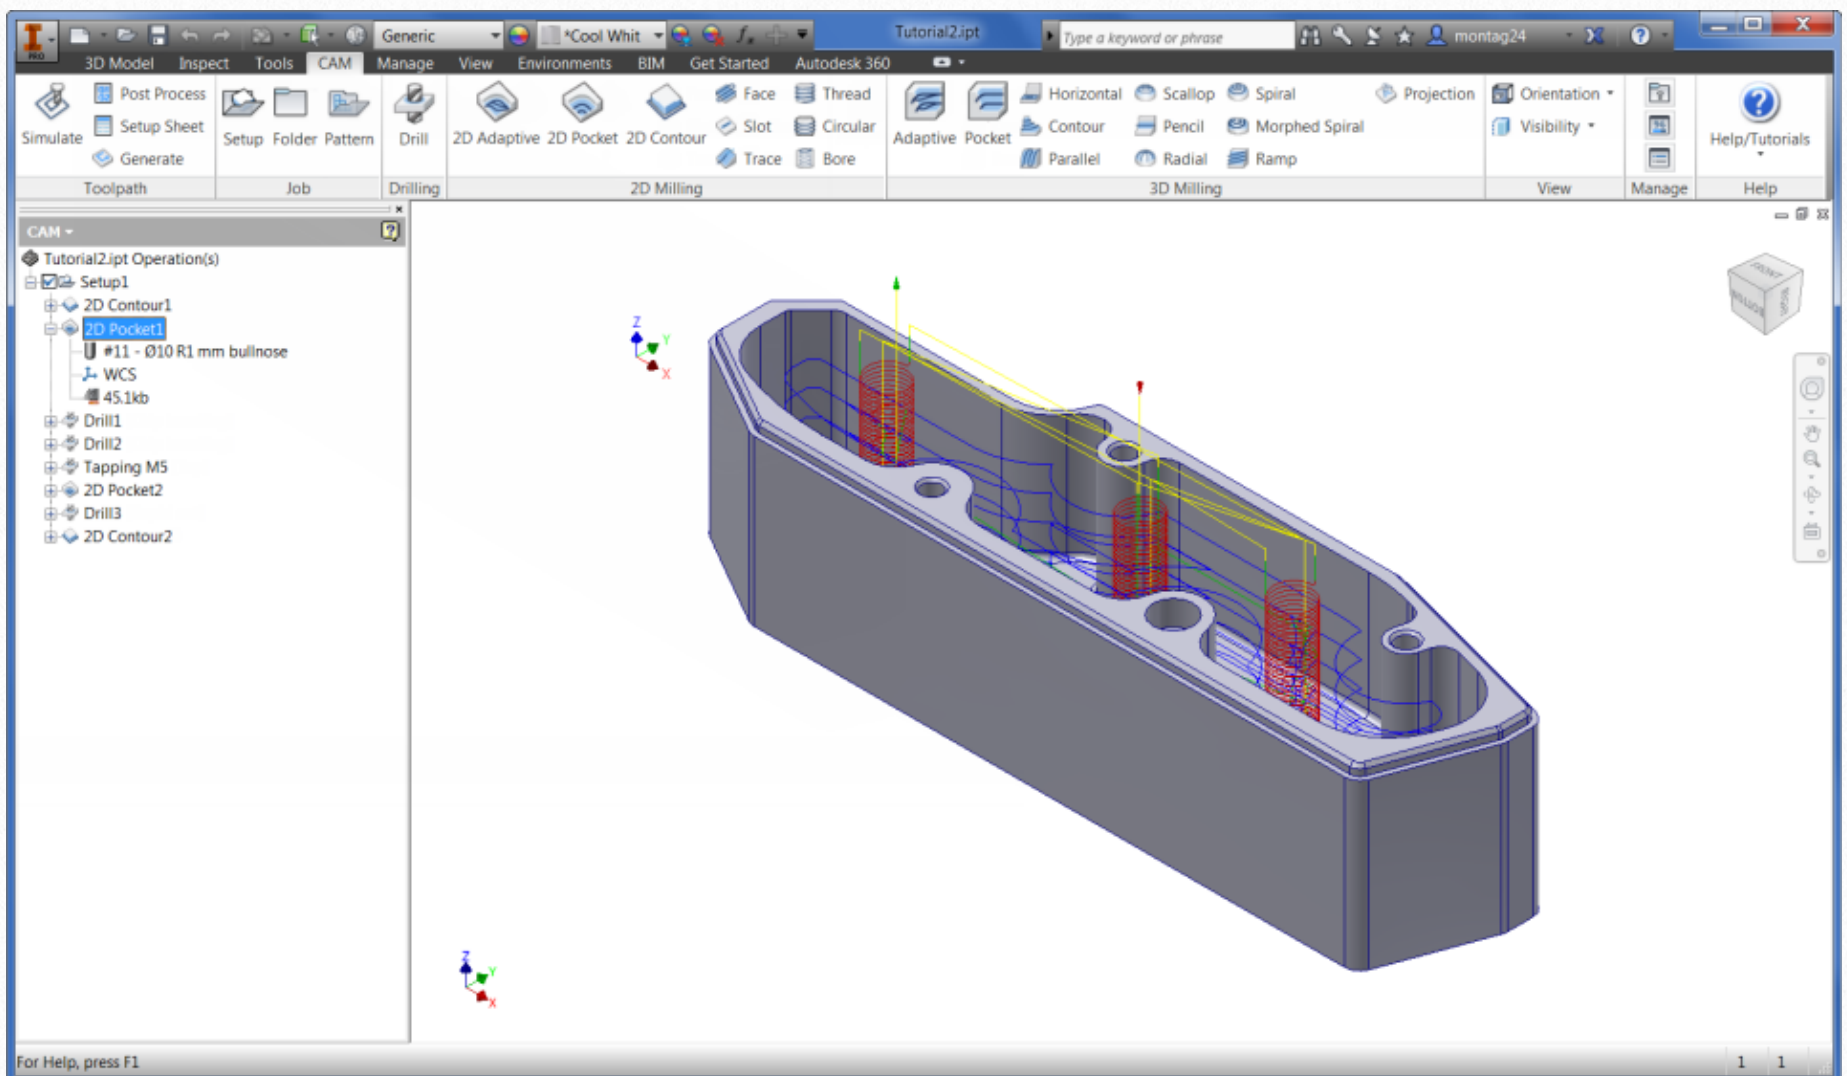 PRO
Generic
*Cool Whit
Tutorial2.ipt
Type a keyword or phrase
montag24
3D Model Inspect Tools CAM Manage View Environments BIM Get Started Autodesk 360
Simulate
Post Process
Setup Sheet
Generate
Setup Folder Pattern
Drill
2D Adaptive 2D Pocket 2D Contour
Face
Slot
Trace
Thread
Circular
Bore
Adaptive Pocket
Horizontal
Contour
Parallel
Scallop
Pencil
Radial
Spiral
Morphed Spiral
Ramp
Projection
Orientation
Visibility
Help/Tutorials
Toolpath Job Drilling 2D Milling 3D Milling View Manage Help
CAM
Tutorial2.ipt Operation(s)
Setup1
2D Contour1
2D Pocket1
#11 - Ø10 R1 mm bullnose
WCS
45.1kb
Drill1
Drill2
Tapping M5
2D Pocket2
Drill3
2D Contour2
Z
Y
X
FRONT
BOTTOM
RIGHT
Z
Y
X
For Help, press F1
1 1